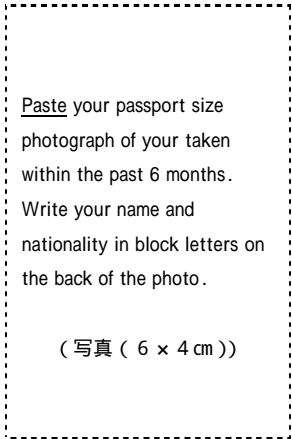 Paste your passport size
photograph of your taken
within the past 6 months.
Write your name and
nationality in block letters on
the back of the photo.
(写真(6×4㎝))